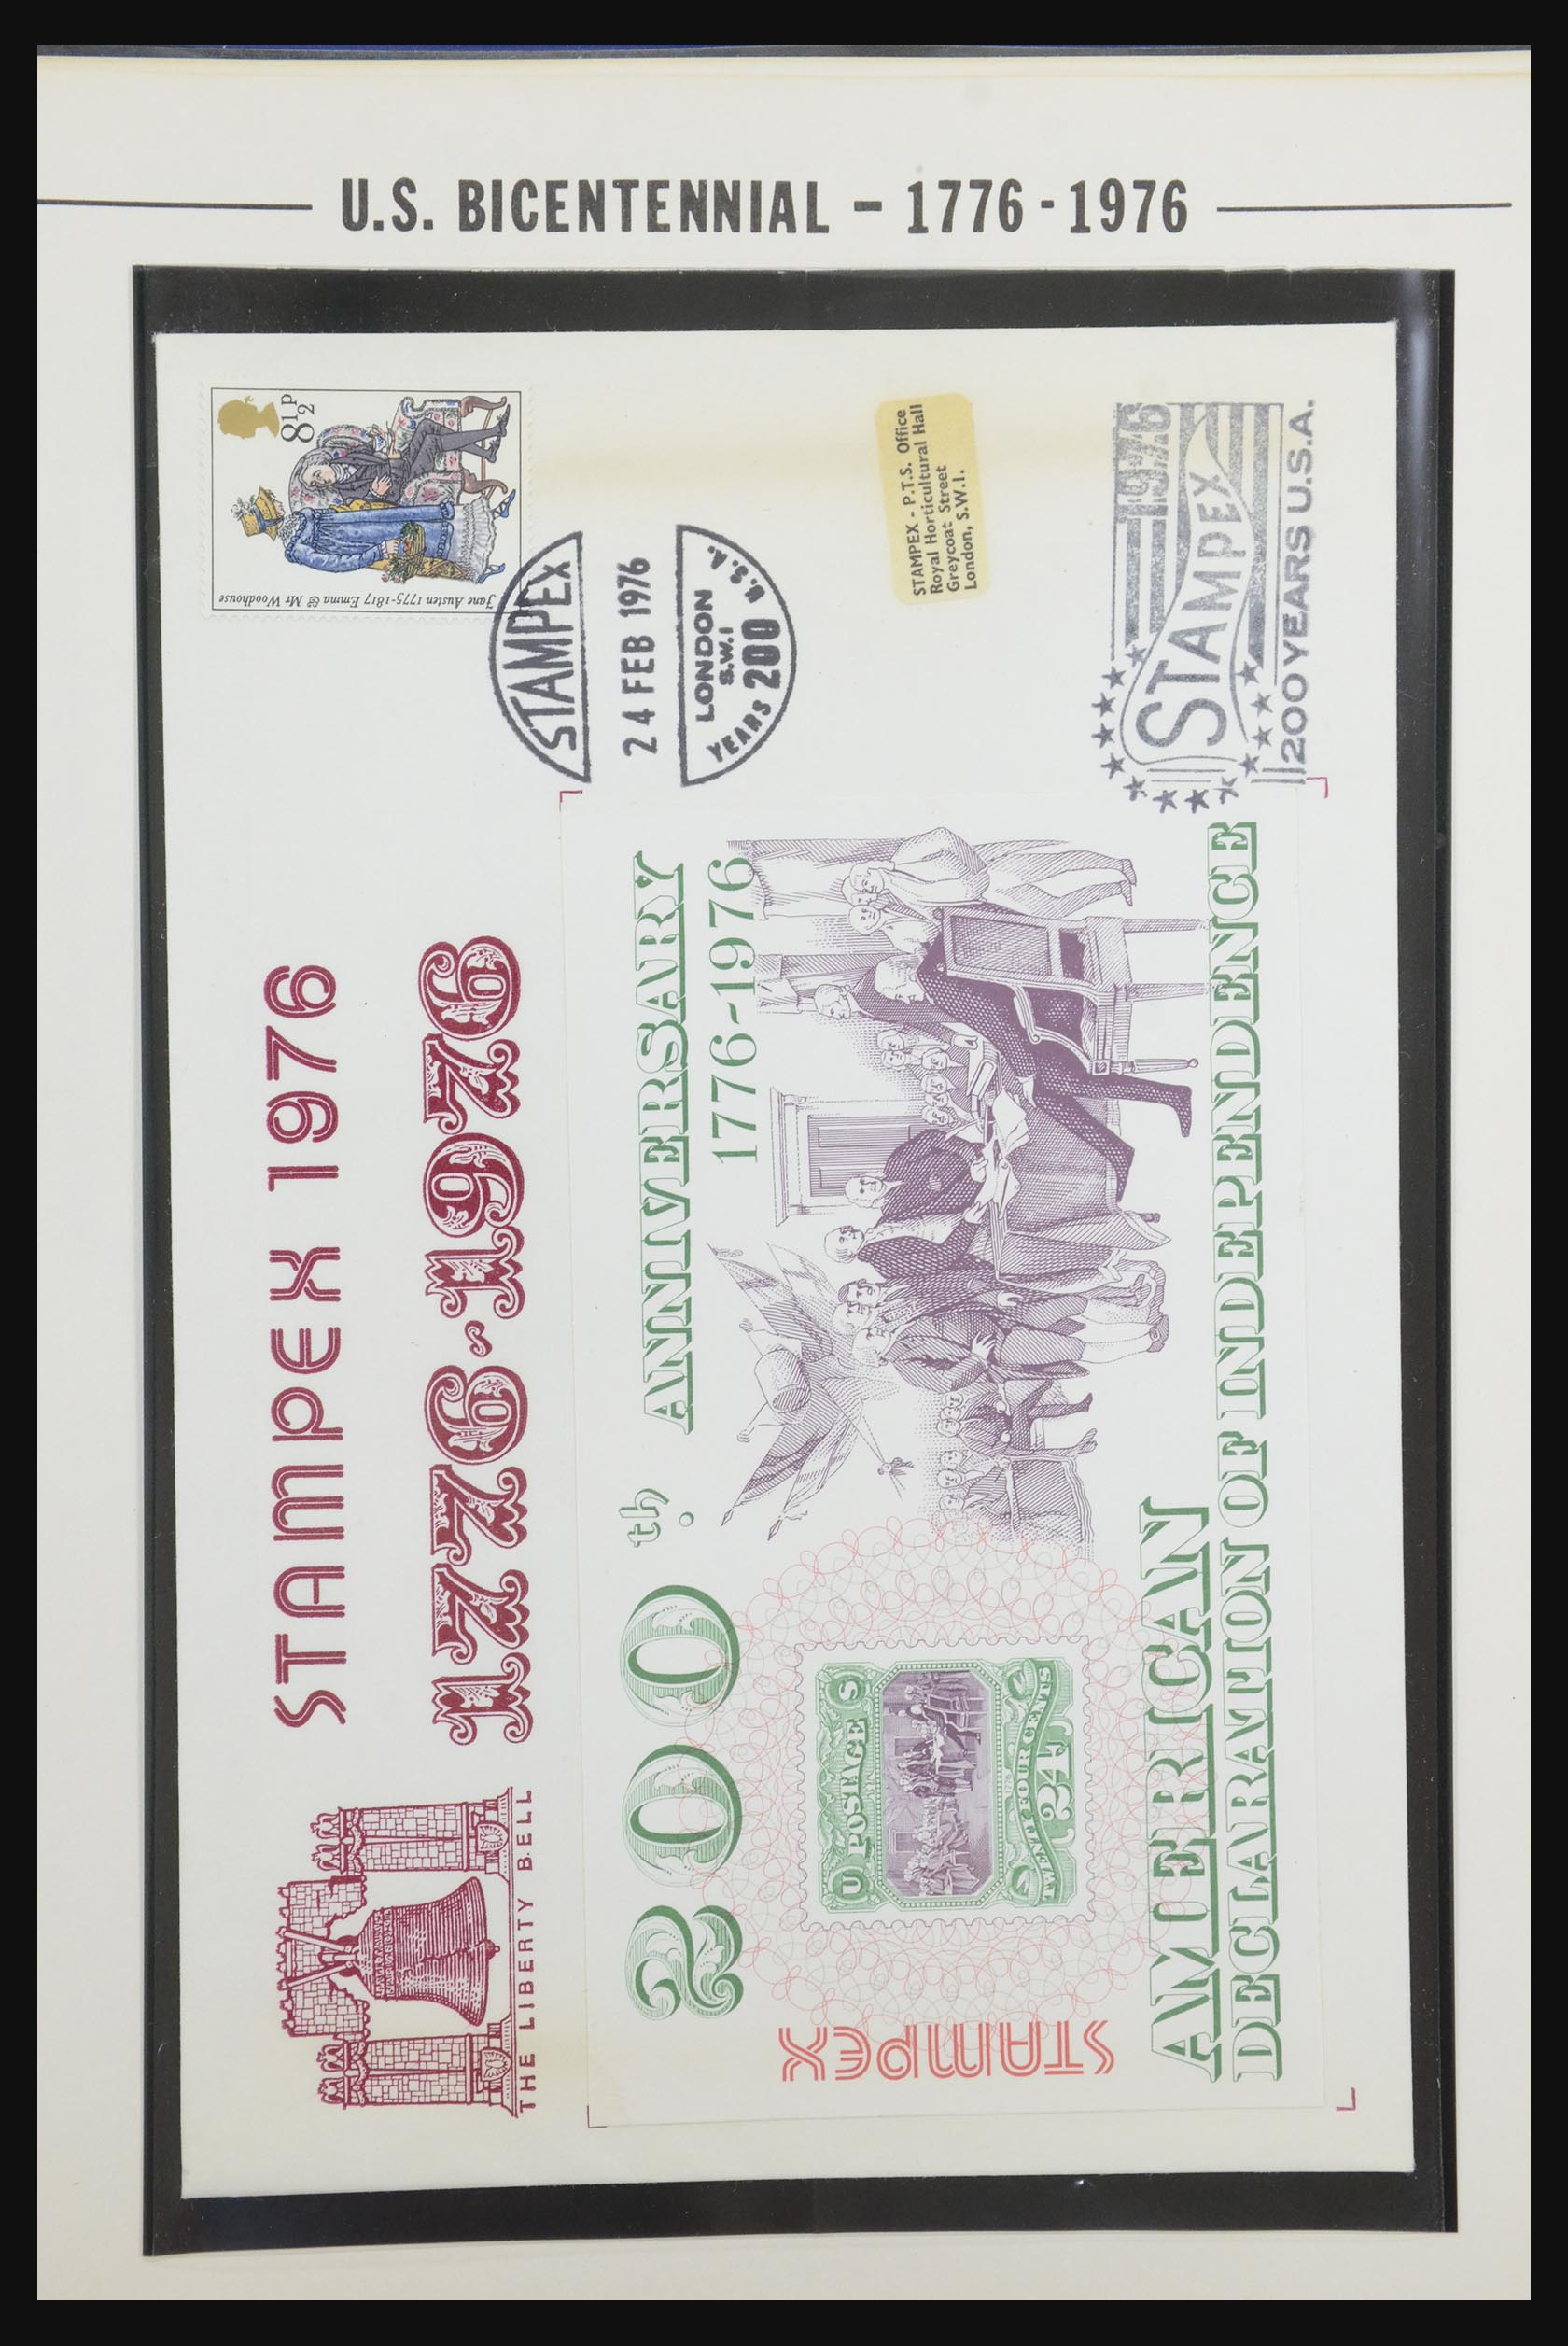 U.S. BICENTENNIAL - 1776-1976
STAMPEX 1976
1776~1976
THE LIBERTY BELL
8½P
Jane Austen 1775-1817 Emma & Mr Woodhouse
STAMPEX
24 FEB 1976
LONDON
S.W.I
200 YEARS U.S.A.
STAMPEX - P.T.S. Office
Royal Horticultural Hall
Greycoat Street
London, S.W.I.
1976
STAMPEX
200 YEARS U.S.A.
200th ANNIVERSARY
1776-1976
STAMPEX
U S POSTAGE
TWENTY FOUR CENTS
24
AMERICAN
DECLARATION OF INDEPENDENCE